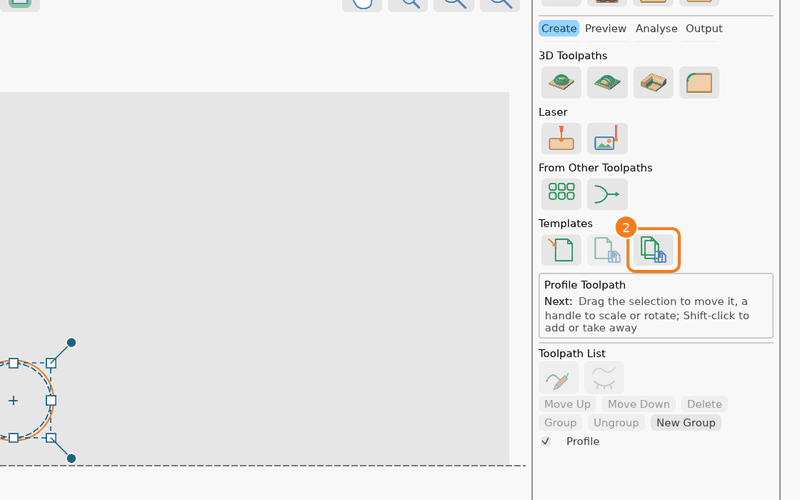 Create Preview Analyse Output
3D Toolpaths
Laser
From Other Toolpaths
Templates
2
Profile Toolpath
Next: Drag the selection to move it, a
handle to scale or rotate; Shift-click to
add or take away
Toolpath List
Move Up Move Down Delete
Group Ungroup New Group
Profile